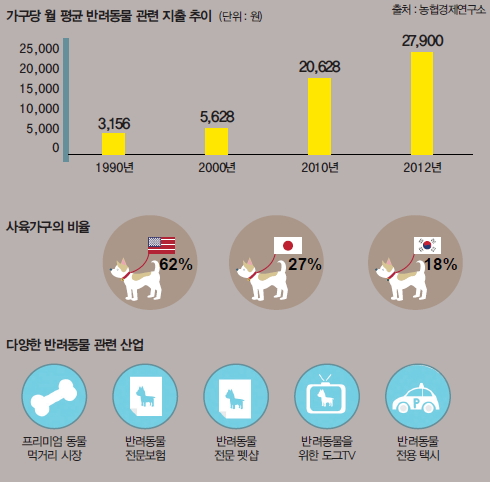 가구당 월 평균 반려동물 관련 지출 추이 (단위 : 원)
출처 : 농협경제연구소
25,000
20,000
15,000
10,000
5,000
0
3,156
5,628
20,628
27,900
1990년
2000년
2010년
2012년
사육가구의 비율
62%
27%
18%
다양한 반려동물 관련 산업
프리미엄 동물
먹거리 시장
반려동물
전문보험
반려동물
전문 펫샵
반려동물을
위한 도그TV
P
반려동물
전용 택시